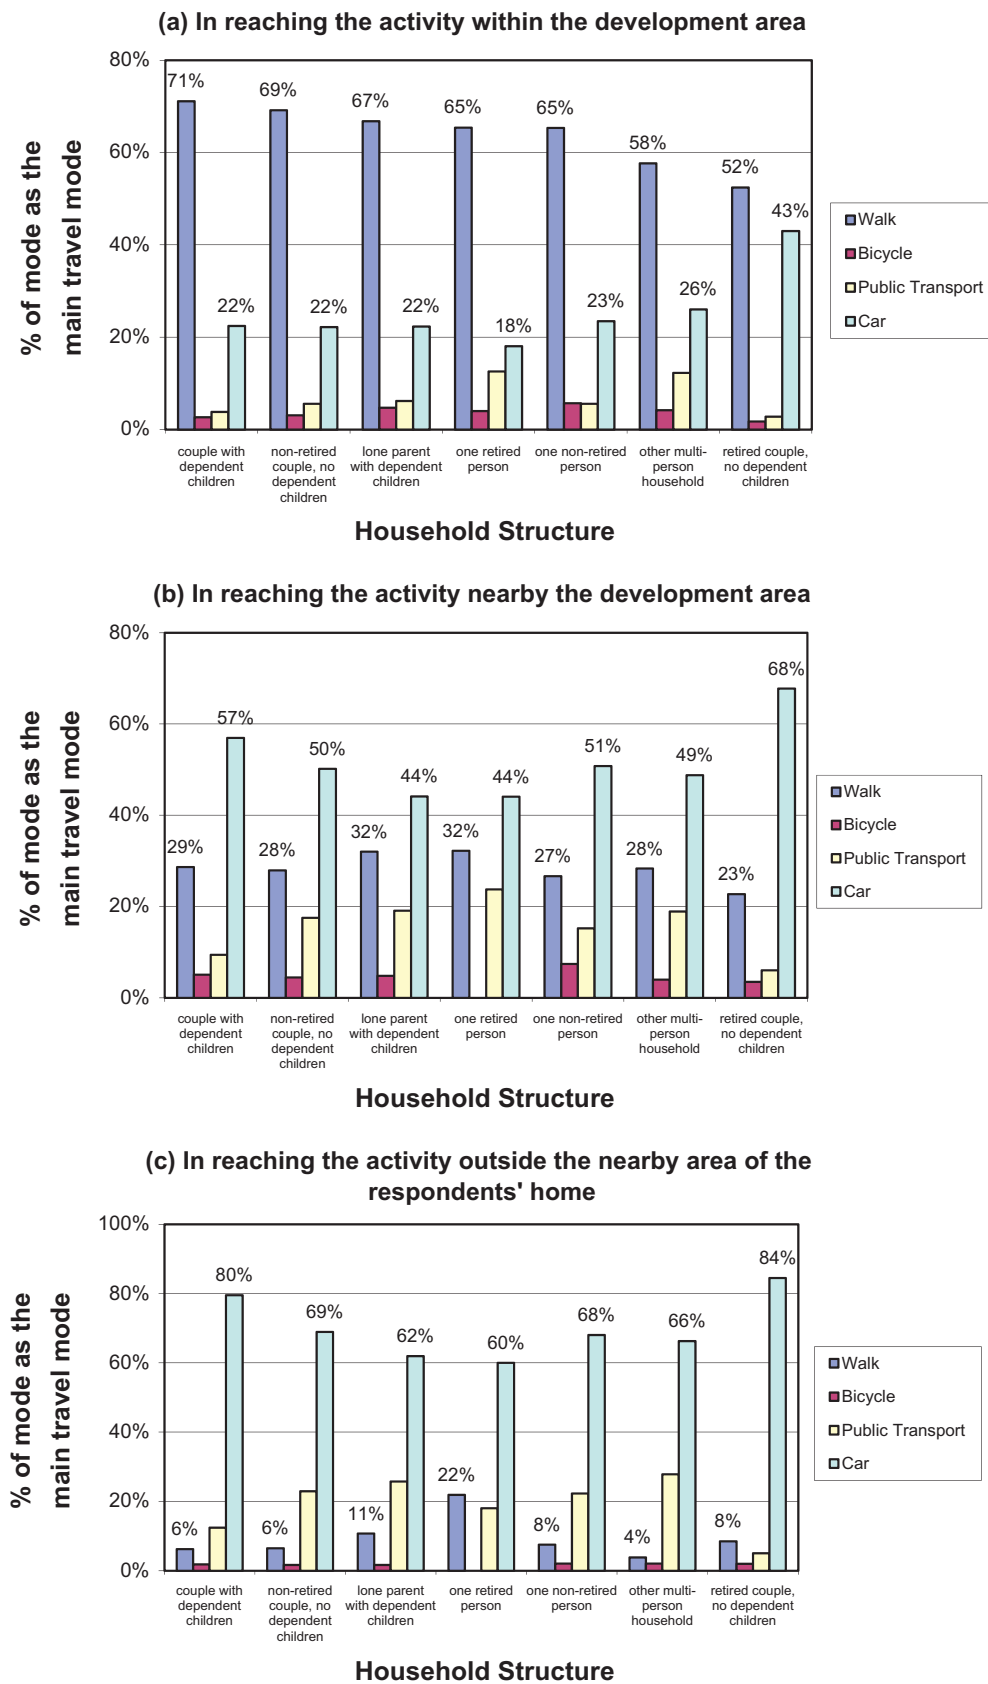 (a) In reaching the activity within the development area
% of mode as the
main travel mode
80%
60%
40%
20%
0%
71%
69%
67%
65%
65%
58%
52%
22%
22%
22%
18%
23%
26%
43%
couple with
dependent
children
non-retired
couple, no
dependent
children
lone parent
with dependent
children
one retired
person
one non-retired
person
other multi-
person
household
retired couple,
no dependent
children
Household Structure
Walk
Bicycle
Public Transport
Car
(b) In reaching the activity nearby the development area
% of mode as the
main travel mode
80%
60%
40%
20%
0%
29%
57%
28%
50%
32%
44%
32%
44%
27%
51%
28%
49%
23%
68%
couple with
dependent
children
non-retired
couple, no
dependent
children
lone parent
with dependent
children
one retired
person
one non-retired
person
other multi-
person
household
retired couple,
no dependent
children
Household Structure
Walk
Bicycle
Public Transport
Car
(c) In reaching the activity outside the nearby area of the
respondents' home
% of mode as the
main travel mode
100%
80%
60%
40%
20%
0%
6%
80%
6%
69%
11%
62%
22%
60%
8%
68%
4%
66%
8%
84%
couple with
dependent
children
non-retired
couple, no
dependent
children
lone parent
with dependent
children
one retired
person
one non-retired
person
other multi-
person
household
retired couple,
no dependent
children
Household Structure
Walk
Bicycle
Public Transport
Car